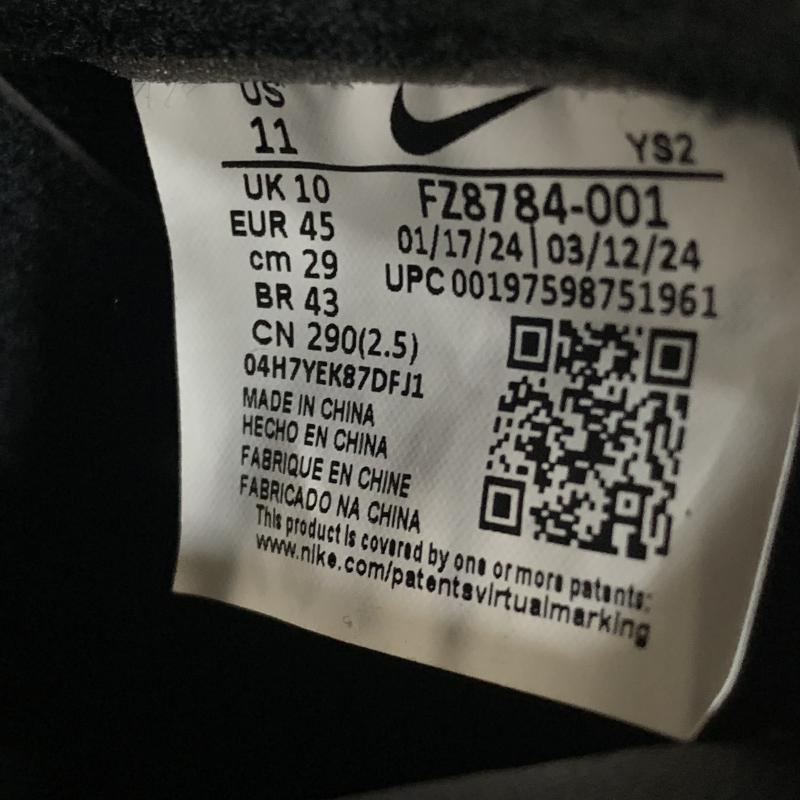 US
11
YS2
UK 10
EUR 45
cm 29
BR 43
CN 290(2.5)
04H7YEK87DFJ1
FZ8784-001
01/17/24 | 03/12/24
UPC 00197598751961
MADE IN CHINA
HECHO EN CHINA
FABRIQUE EN CHINE
FABRICADO NA CHINA
This product is covered by one or more patents:
www.nike.com/patentsvirtualmarking